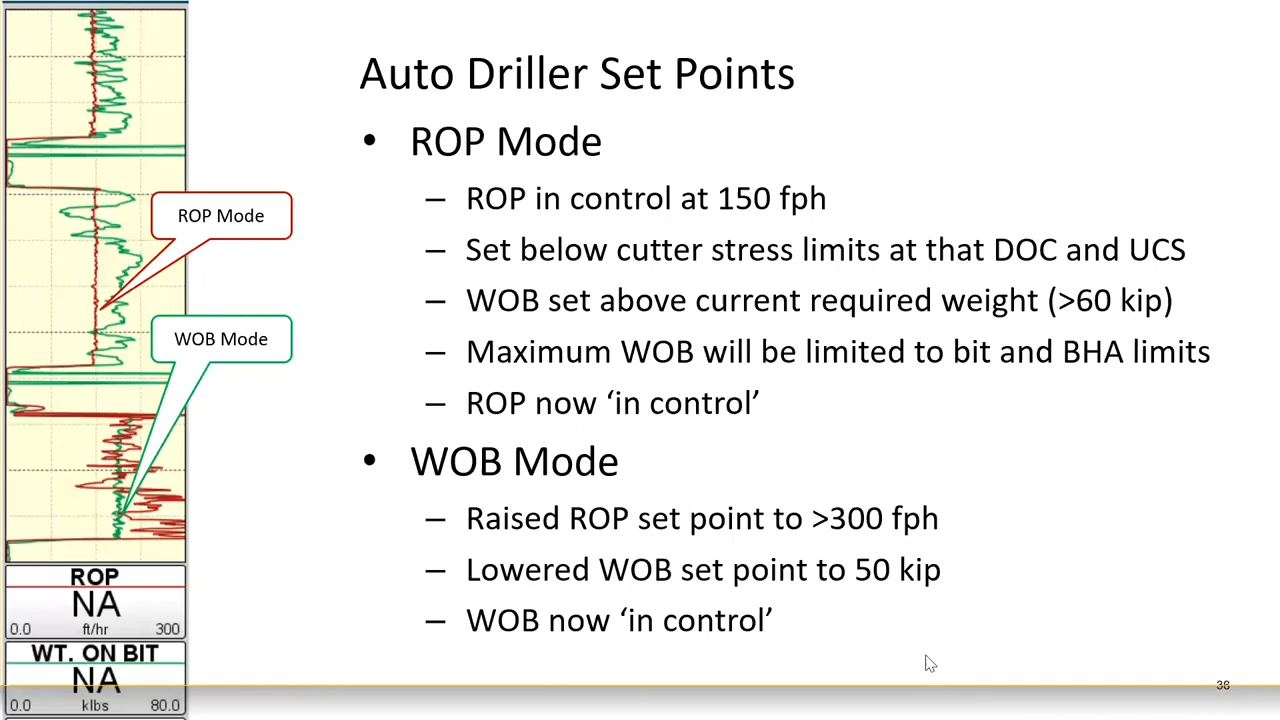 Auto Driller Set Points
• ROP Mode
– ROP in control at 150 fph
– Set below cutter stress limits at that DOC and UCS
– WOB set above current required weight (>60 kip)
– Maximum WOB will be limited to bit and BHA limits
– ROP now ‘in control’
• WOB Mode
– Raised ROP set point to >300 fph
– Lowered WOB set point to 50 kip
– WOB now ‘in control’
ROP Mode
WOB Mode
ROP
NA
0.0 ft/hr 300
WT. ON BIT
NA
0.0 klbs 80.0
38